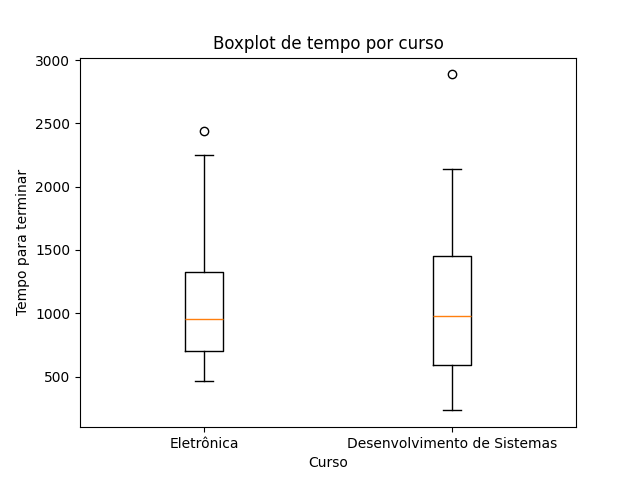 Boxplot de tempo por curso
Tempo para terminar
3000
2500
2000
1500
1000
500
Eletrônica
Desenvolvimento de Sistemas
Curso